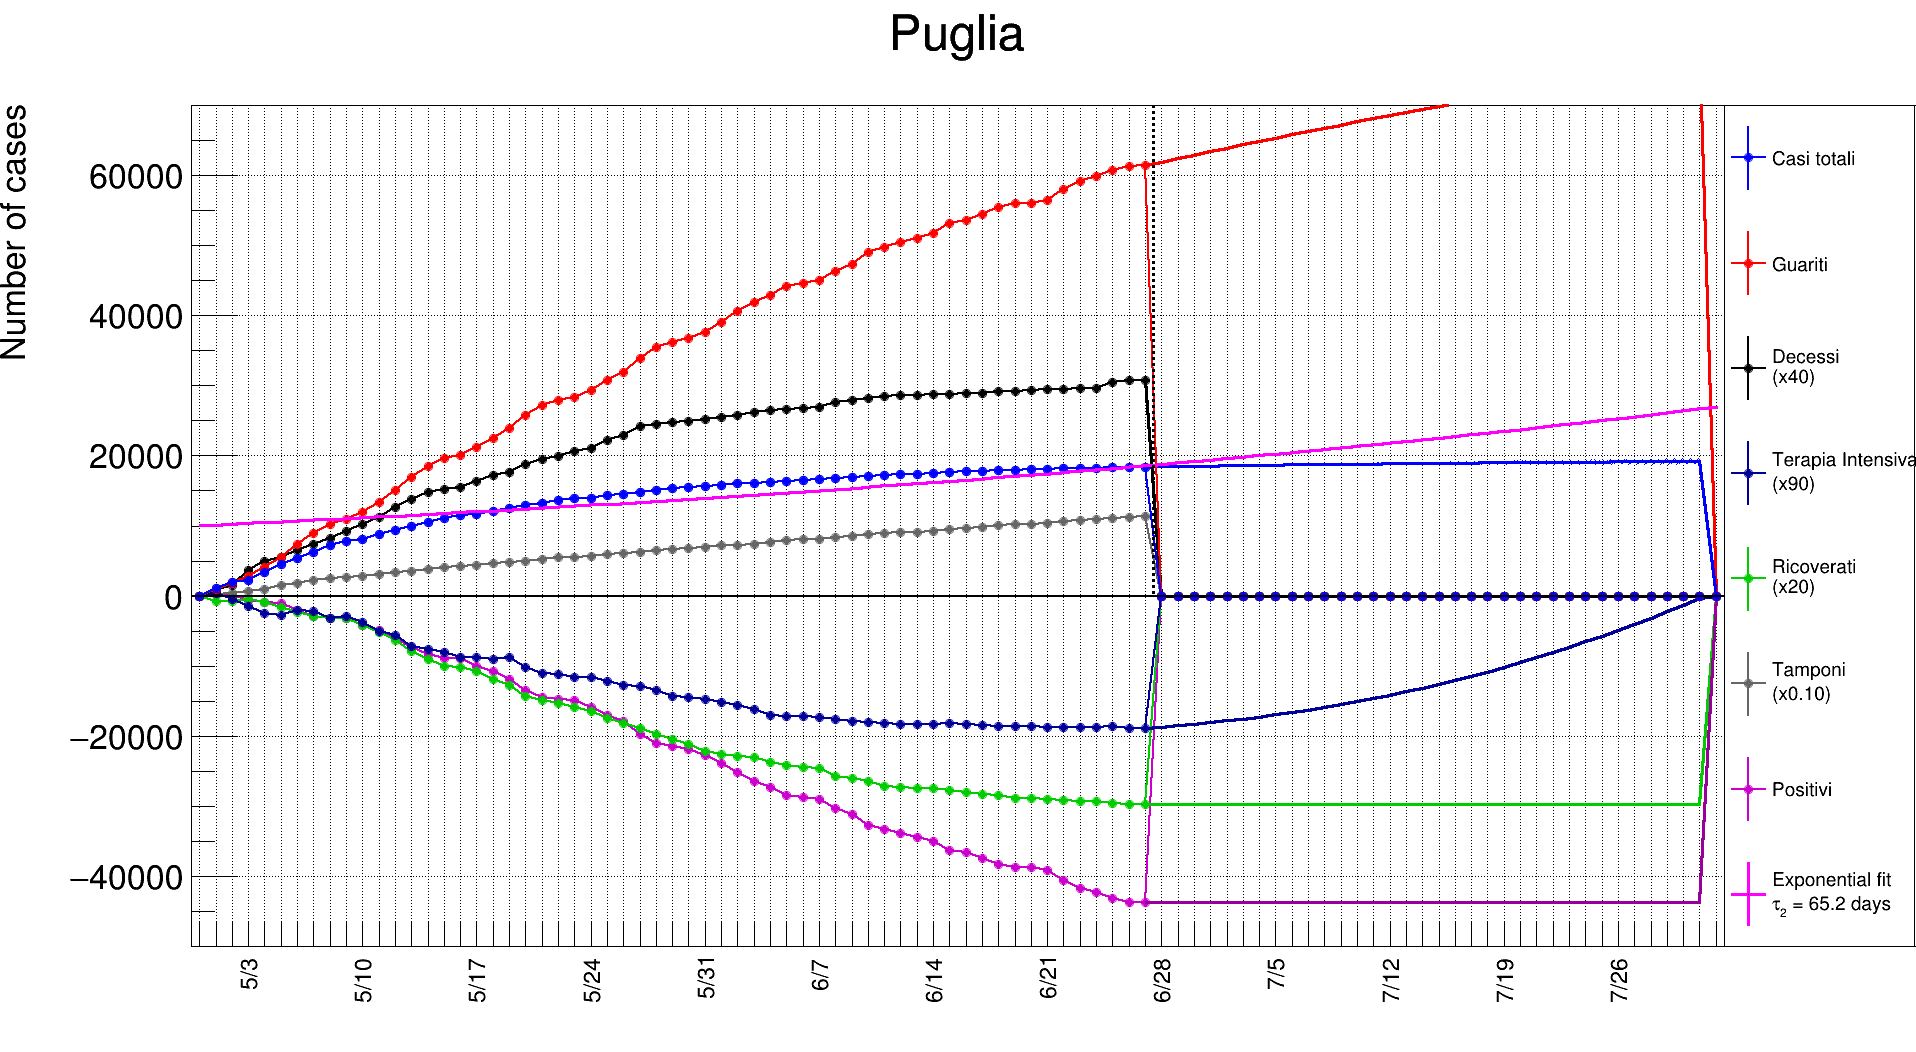 Puglia
Number of cases
60000
40000
20000
0
−20000
−40000
5/3
5/10
5/17
5/24
5/31
6/7
6/14
6/21
6/28
7/5
7/12
7/19
7/26
Casi totali
Guariti
Decessi
(x40)
Terapia Intensiva
(x90)
Ricoverati
(x20)
Tamponi
(x0.10)
Positivi
Exponential fit
τ2 = 65.2 days